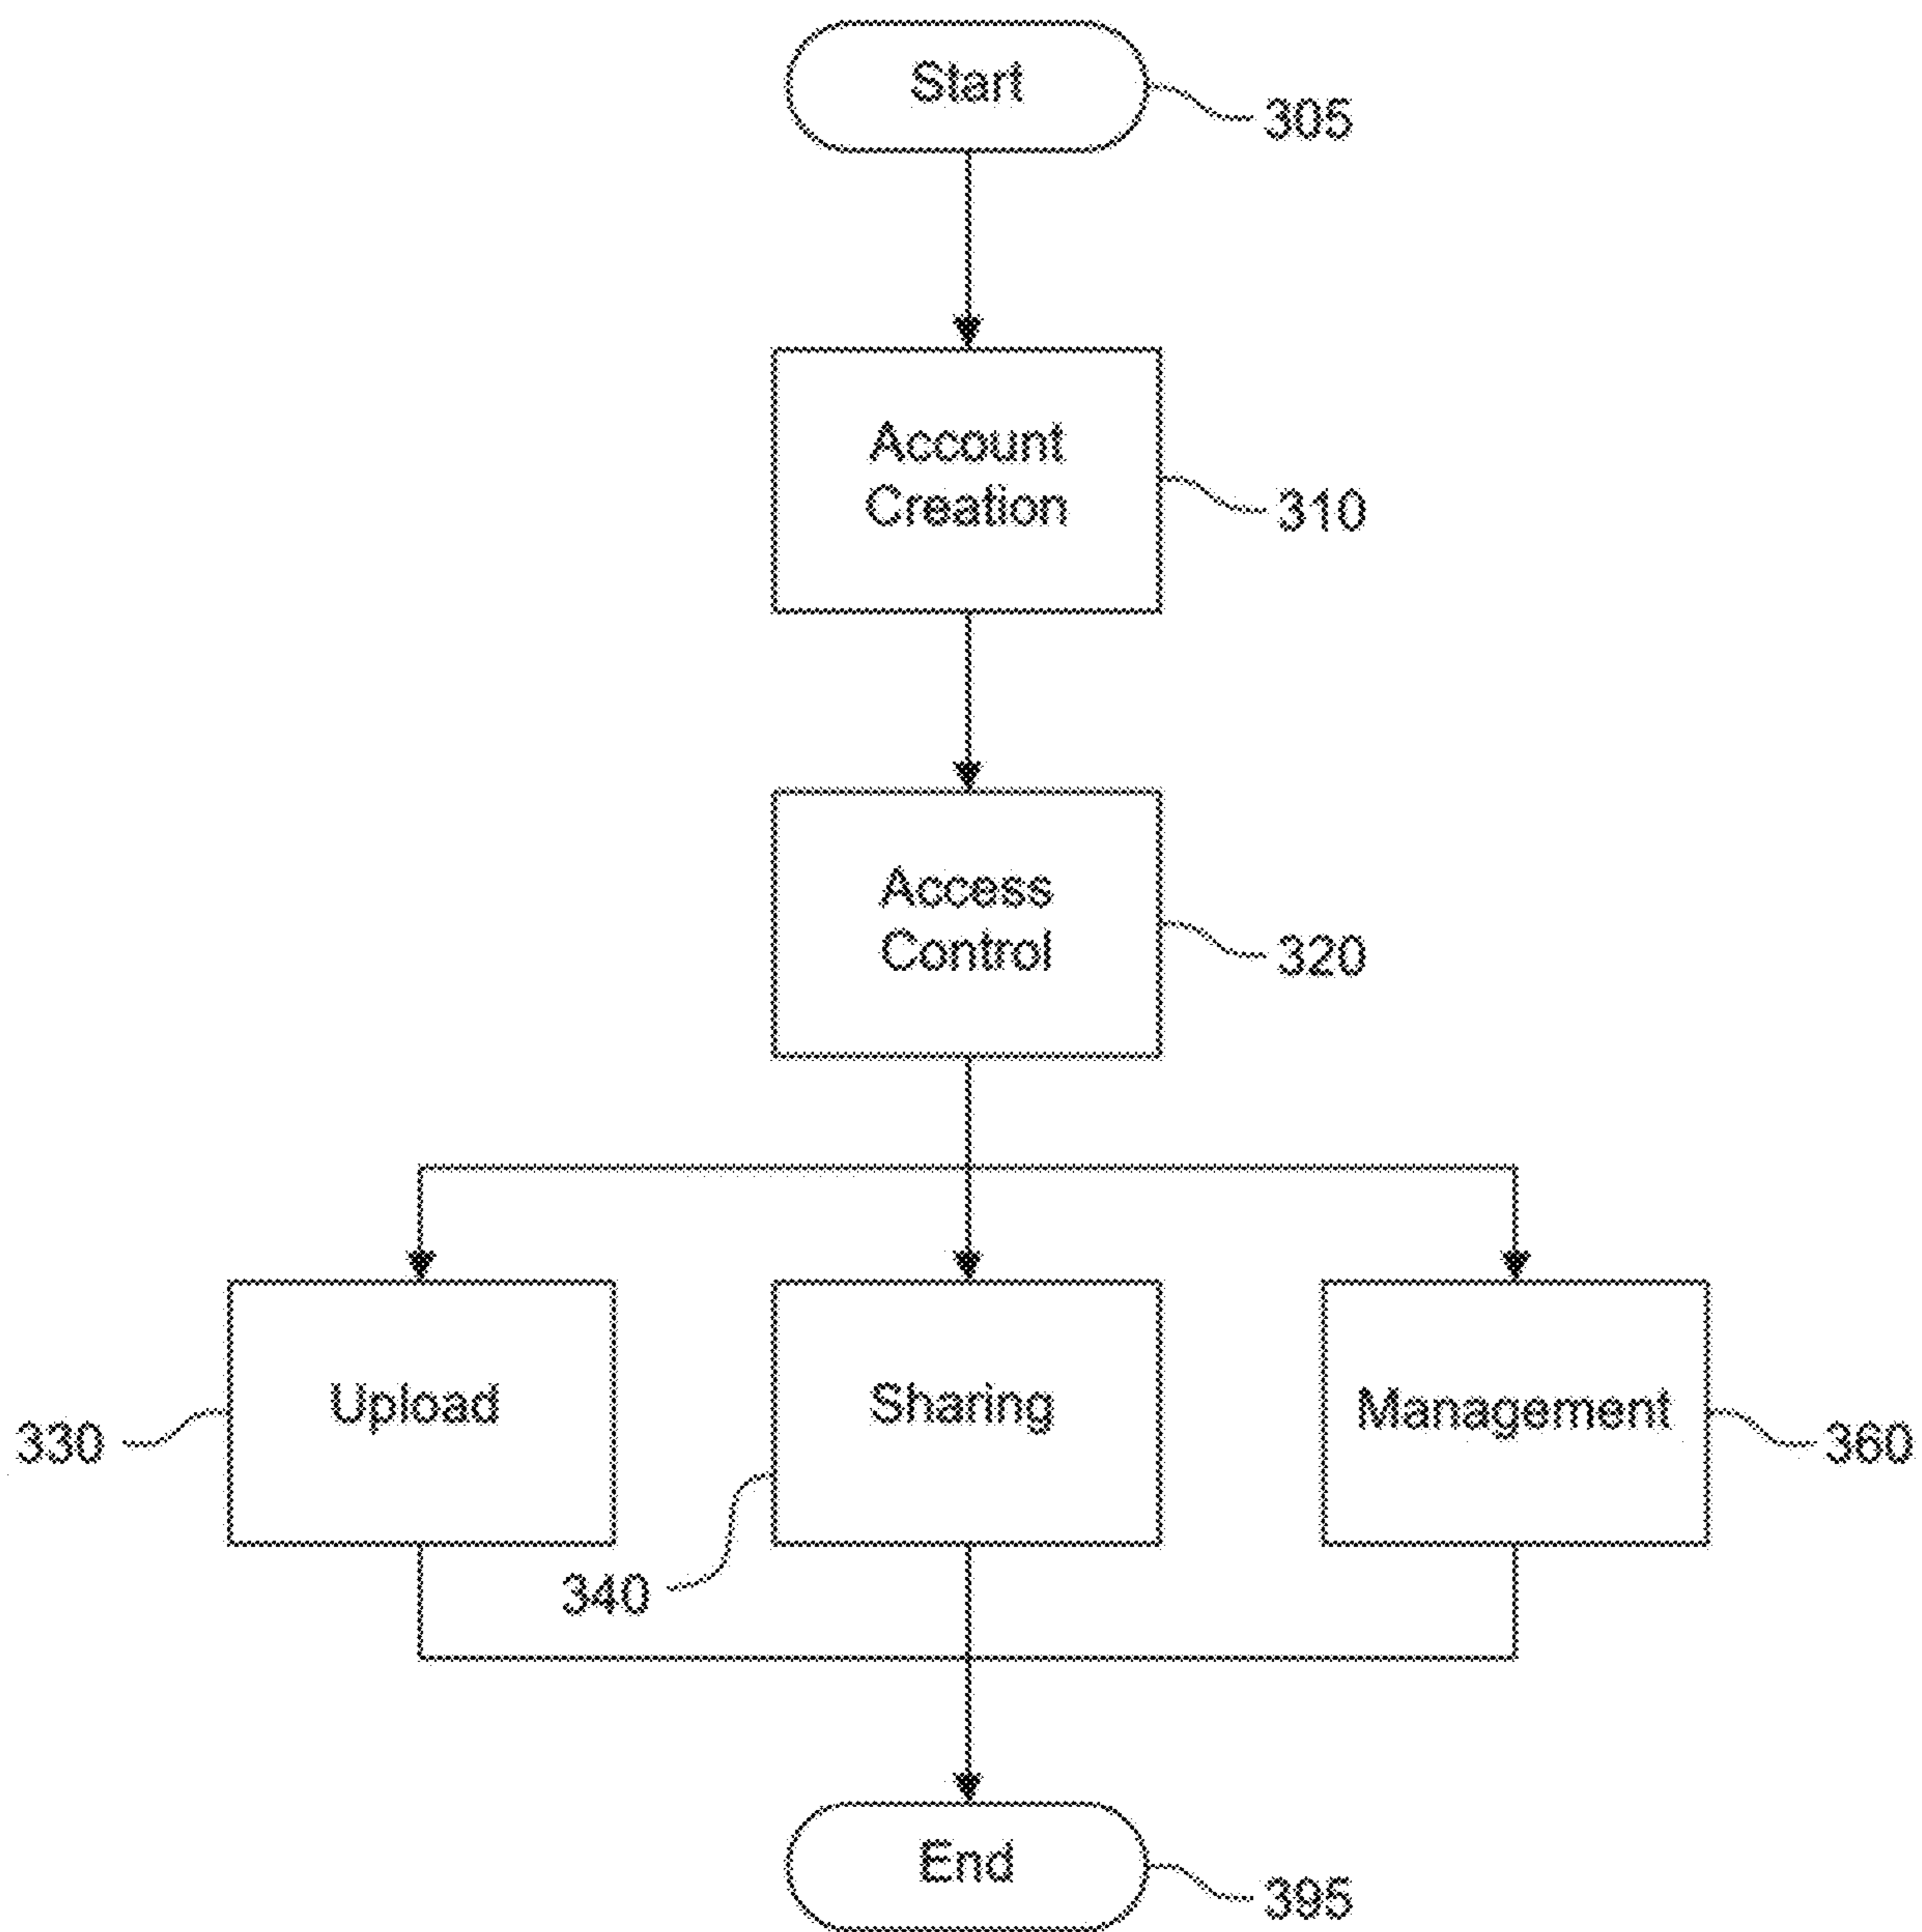 Start
305
Account
Creation
310
Access
Control
320
Upload
Sharing
Management
330
360
340
End
395